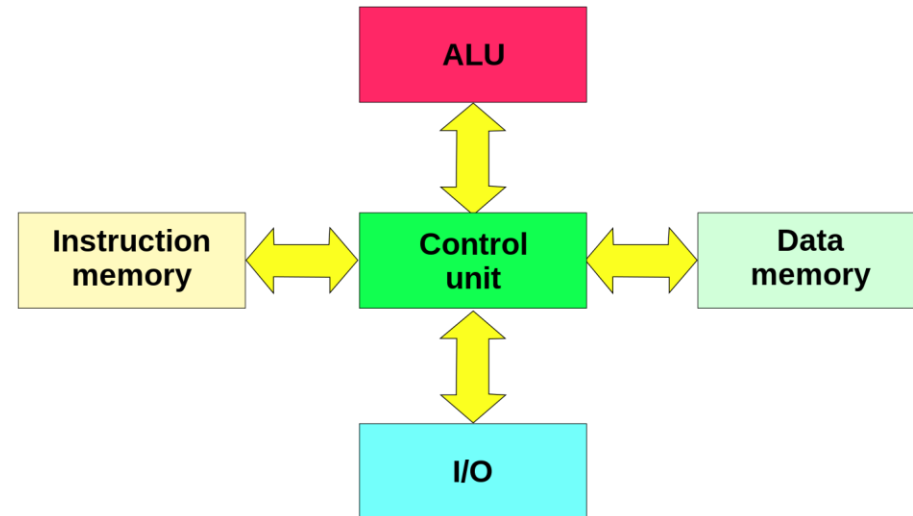 ALU
Instruction
memory
Control
unit
Data
memory
I/O